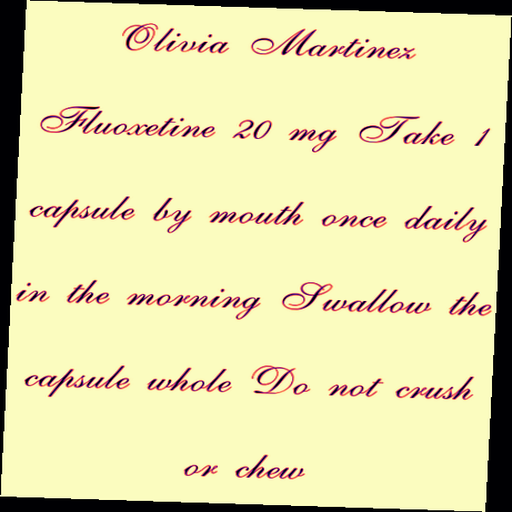 Olivia Martinez
Fluoxetine 20 mg Take 1
capsule by mouth once daily
in the morning Swallow the
capsule whole Do not crush
or chew